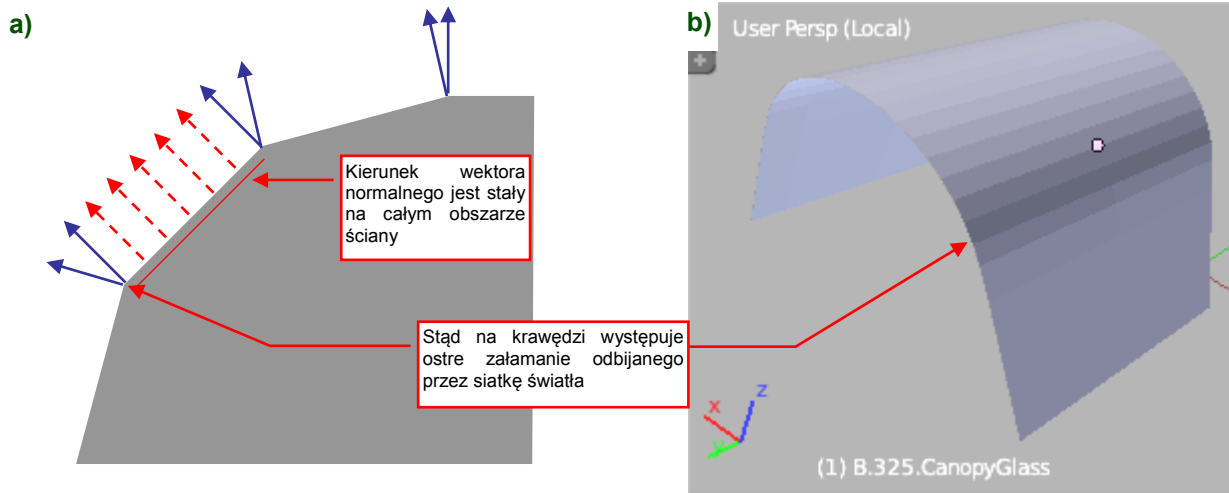 a)
Kierunek wektora
normalnego jest stały
na całym obszarze
ściany
Stąd na krawędzi występuje
ostre załamanie odbijanego
przez siatkę światła
b)
User Persp (Local)
x
y
z
(1) B.325.CanopyGlass